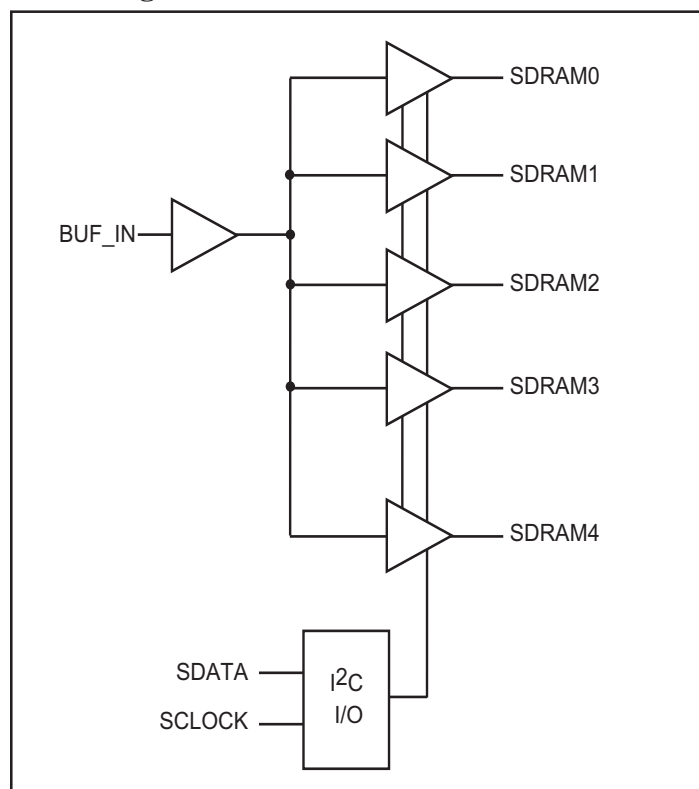 SDRAM0
SDRAM1
BUF_IN
SDRAM2
SDRAM3
SDRAM4
SDATA
I²C
I/O
SCLOCK